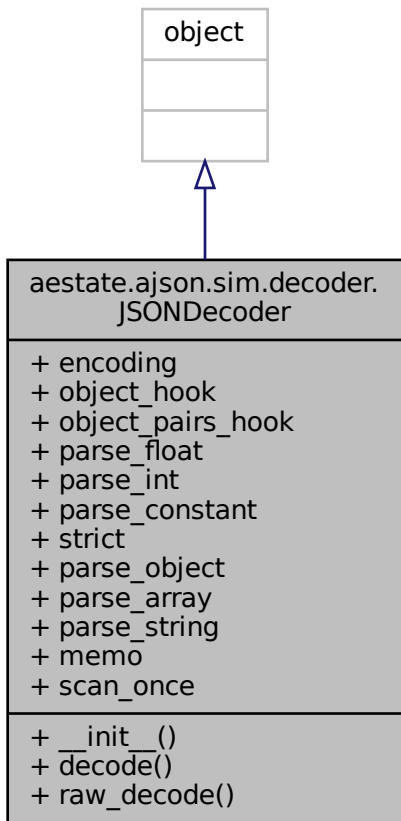 object
aestate.ajson.sim.decoder.
JSONDecoder
+ encoding
+ object_hook
+ object_pairs_hook
+ parse_float
+ parse_int
+ parse_constant
+ strict
+ parse_object
+ parse_array
+ parse_string
+ memo
+ scan_once
+ __init__()
+ decode()
+ raw_decode()